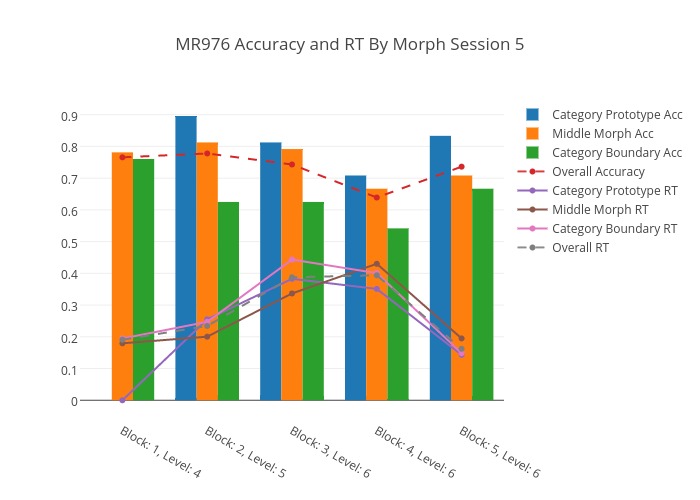 MR976 Accuracy and RT By Morph Session 5
0.9
0.8
0.7
0.6
0.5
0.4
0.3
0.2
0.1
0
Block: 1, Level: 4
Block: 2, Level: 5
Block: 3, Level: 6
Block: 4, Level: 6
Block: 5, Level: 6
Category Prototype Acc
Middle Morph Acc
Category Boundary Acc
Overall Accuracy
Category Prototype RT
Middle Morph RT
Category Boundary RT
Overall RT